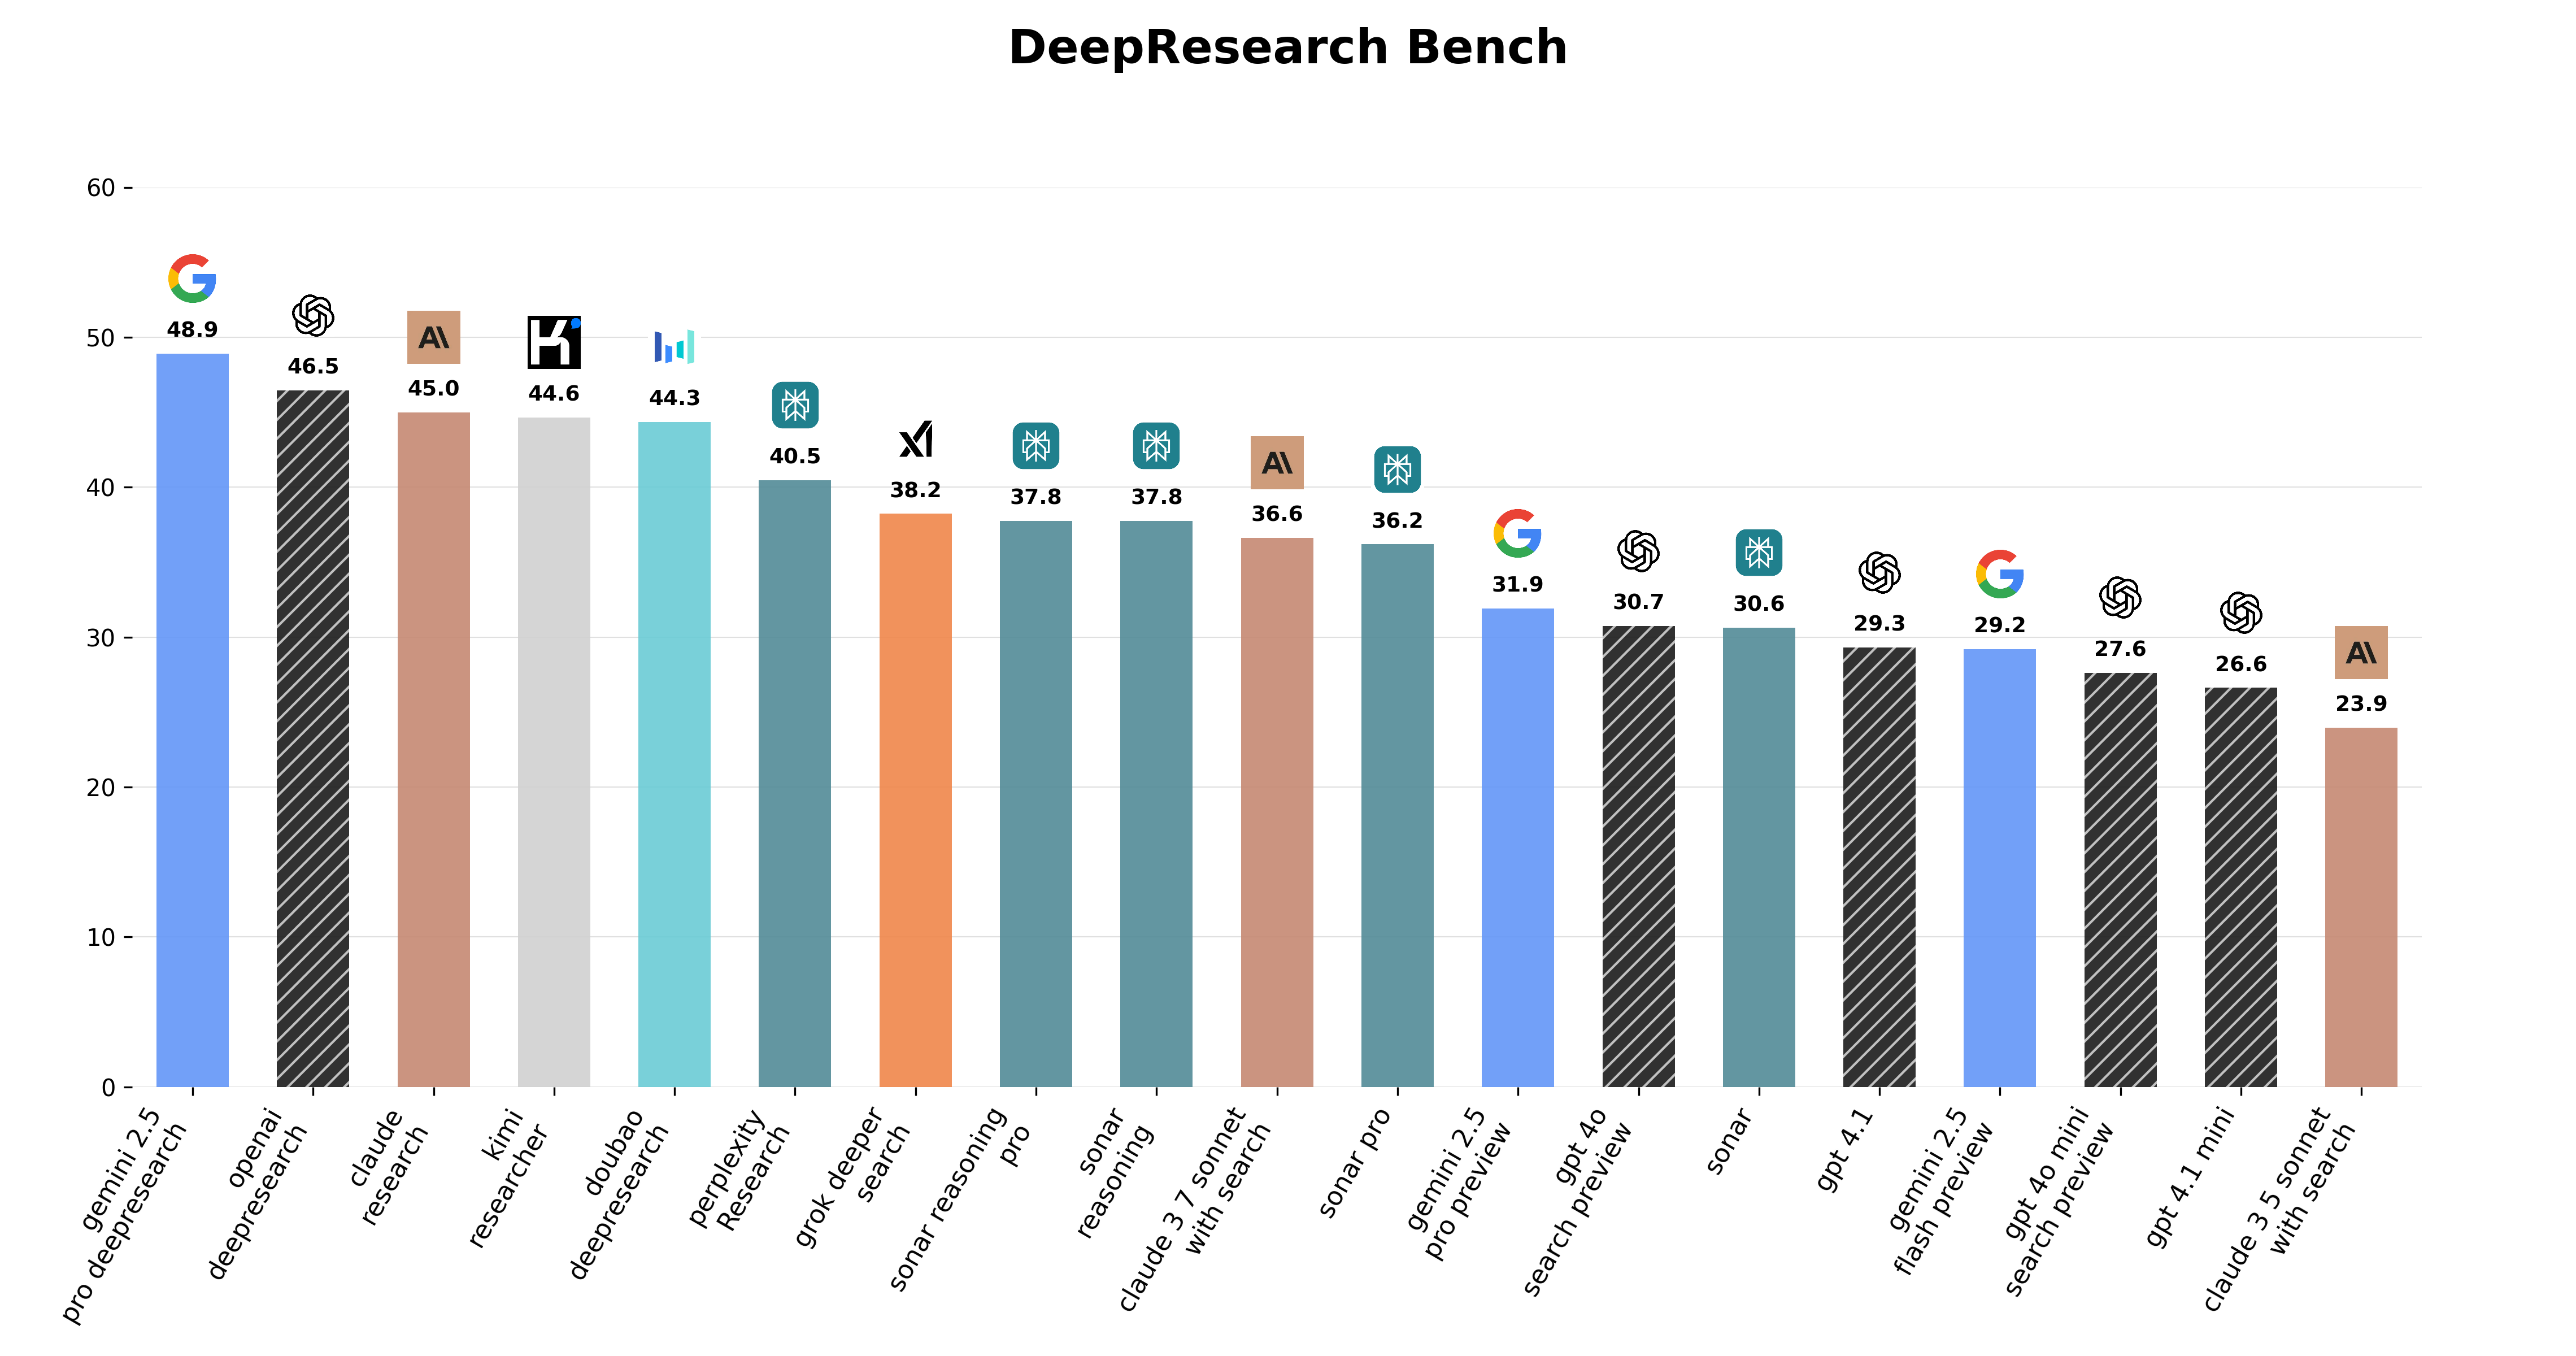 DeepResearch Bench
60
50
40
30
20
10
0
48.9
46.5
45.0
44.6
44.3
40.5
38.2
37.8
37.8
36.6
36.2
31.9
30.7
30.6
29.3
29.2
27.6
26.6
23.9
gemini 2.5
pro deepresearch
openai
deepresearch
claude
research
kimi
researcher
doubao
deepresearch
perplexity
Research
grok deeper
search
sonar reasoning
pro
sonar
reasoning
claude 3 7 sonnet
with search
sonar pro
gemini 2.5
pro preview
gpt 4o
search preview
sonar
gpt 4.1
gemini 2.5
flash preview
gpt 4o mini
search preview
gpt 4.1 mini
claude 3 5 sonnet
with search